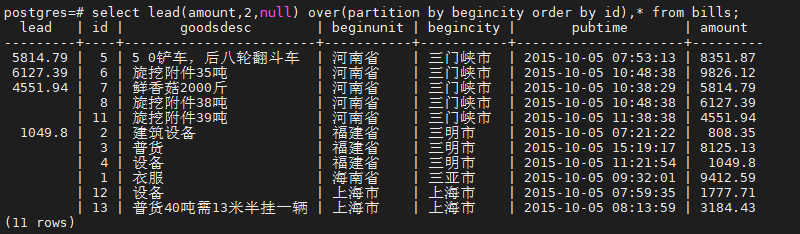 postgres=# select lead(amount,2,null) over(partition by begincity order by id),* from bills;
  lead   | id |        goodsdesc        | beginunit | begincity |       pubtime       | amount
---------+----+-------------------------+-----------+-----------+---------------------+---------
 5814.79 |  5 | 5 0铲车，后八轮翻斗车   | 河南省    | 三门峡市  | 2015-10-05 07:53:13 | 8351.87
 6127.39 |  6 | 旋挖附件35吨            | 河南省    | 三门峡市  | 2015-10-05 10:48:38 | 9826.12
 4551.94 |  7 | 鲜香菇2000斤            | 河南省    | 三门峡市  | 2015-10-05 10:38:29 | 5814.79
         |  8 | 旋挖附件38吨            | 河南省    | 三门峡市  | 2015-10-05 10:48:38 | 6127.39
         | 11 | 旋挖附件39吨            | 河南省    | 三门峡市  | 2015-10-05 11:38:38 | 4551.94
  1049.8 |  2 | 建筑设备                | 福建省    | 三明市    | 2015-10-05 07:21:22 |  808.35
         |  3 | 普货                    | 福建省    | 三明市    | 2015-10-05 15:19:17 | 8125.13
         |  4 | 设备                    | 福建省    | 三明市    | 2015-10-05 11:21:54 |  1049.8
         |  1 | 衣服                    | 海南省    | 三亚市    | 2015-10-05 09:32:01 | 9412.59
         | 12 | 设备                    | 上海市    | 上海市    | 2015-10-05 07:59:35 | 1777.71
         | 13 | 普货40吨需13米半挂一辆  | 上海市    | 上海市    | 2015-10-05 08:13:59 | 3184.43
(11 rows)